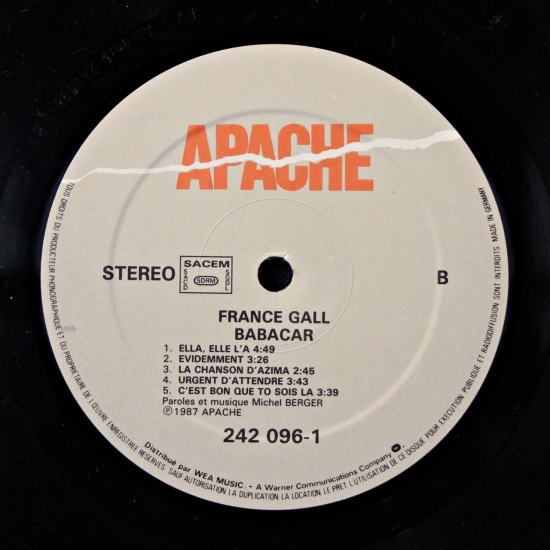 APACHE
STEREO
SACEM
SACD
SDRM
SGDL
B
FRANCE GALL
BABACAR
1. ELLA, ELLE L'A 4:49
2. EVIDEMMENT 3:26
3. LA CHANSON D'AZIMA 2:45
4. URGENT D'ATTENDRE 3:43
5. C'EST BON QUE TO SOIS LA 3:39
Paroles et musique Michel BERGER
℗ 1987 APACHE
242 096-1
Distribué par WEA MUSIC. - A Warner Communications Company
TOUS DROITS DU PRODUCTEUR PHONOGRAPHIQUE ET DU PROPRIETAIRE DE L'ŒUVRE ENREGISTREE RESERVES SAUF AUTORISATION LA DUPLICATION LA LOCATION LE PRET L'UTILISATION DE CE DISQUE POUR EXECUTION PUBLIQUE ET RADIODIFFUSION SONT INTERDITS MADE IN GERMANY